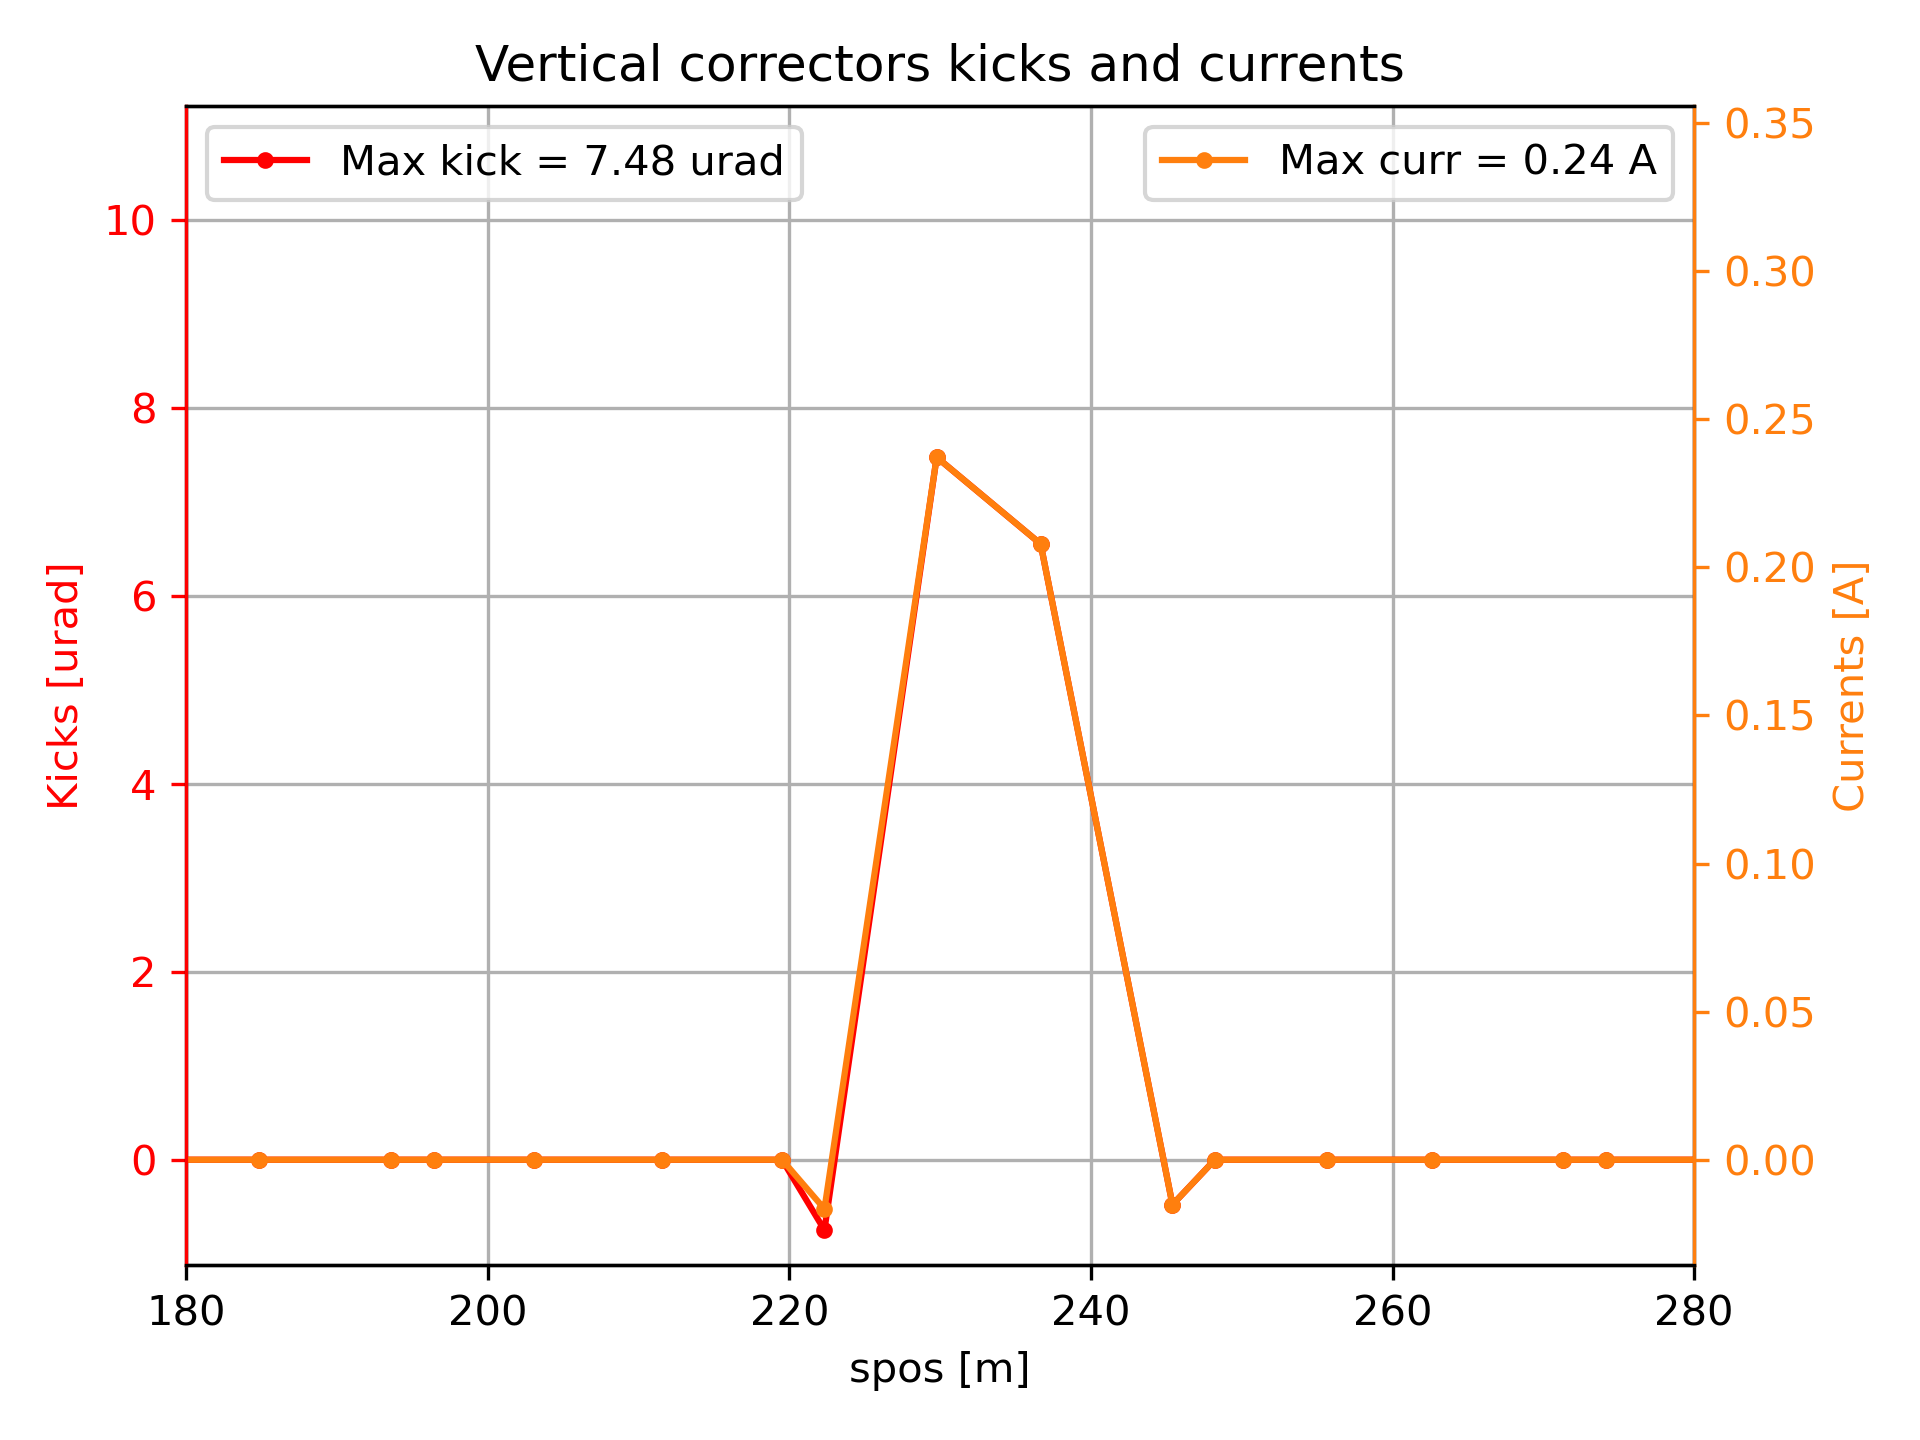 Vertical correctors kicks and currents
Max kick = 7.48 urad
Max curr = 0.24 A
Kicks [urad]
10
8
6
4
2
0
0.35
0.30
0.25
0.20
0.15
0.10
0.05
0.00
Currents [A]
180 200 220 240 260 280
spos [m]